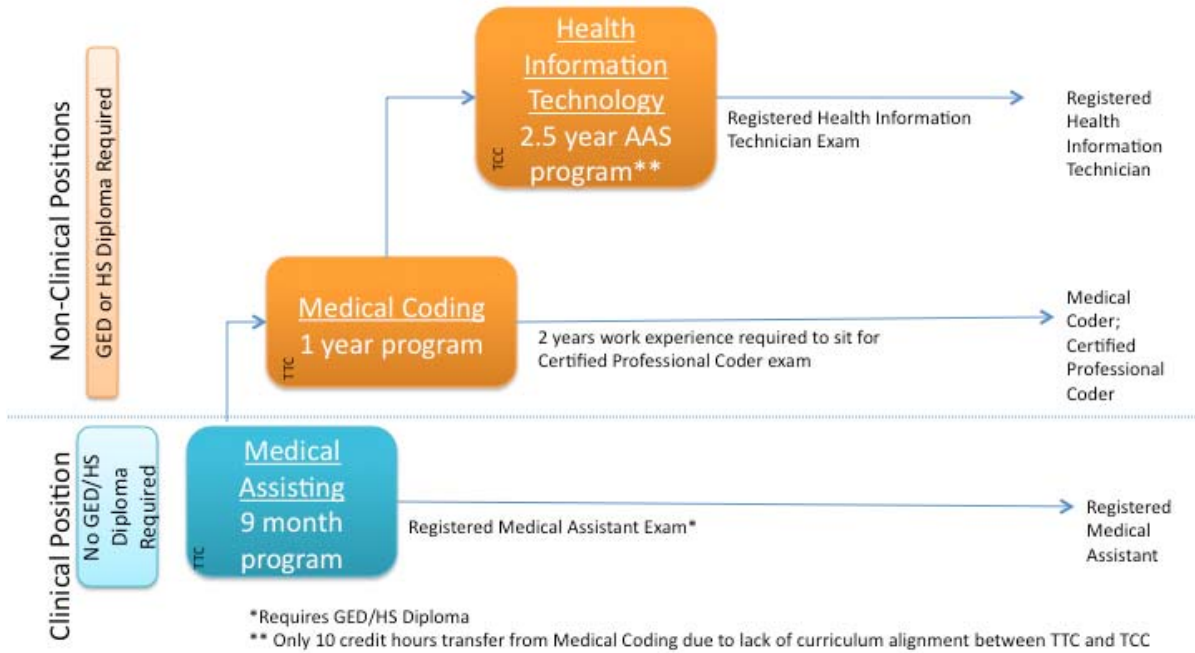 Non-Clinical Positions
GED or HS Diploma Required
Health
Information
Technology
2.5 year AAS
program**
TCC
Registered Health Information
Technician Exam
Registered
Health
Information
Technician
Medical Coding
1 year program
TTC
2 years work experience required to sit for
Certified Professional Coder exam
Medical
Coder;
Certified
Professional
Coder
Clinical Position
No GED/HS
Diploma
Required
Medical
Assisting
9 month
program
TTC
Registered Medical Assistant Exam*
Registered
Medical
Assistant
*Requires GED/HS Diploma
** Only 10 credit hours transfer from Medical Coding due to lack of curriculum alignment between TTC and TCC